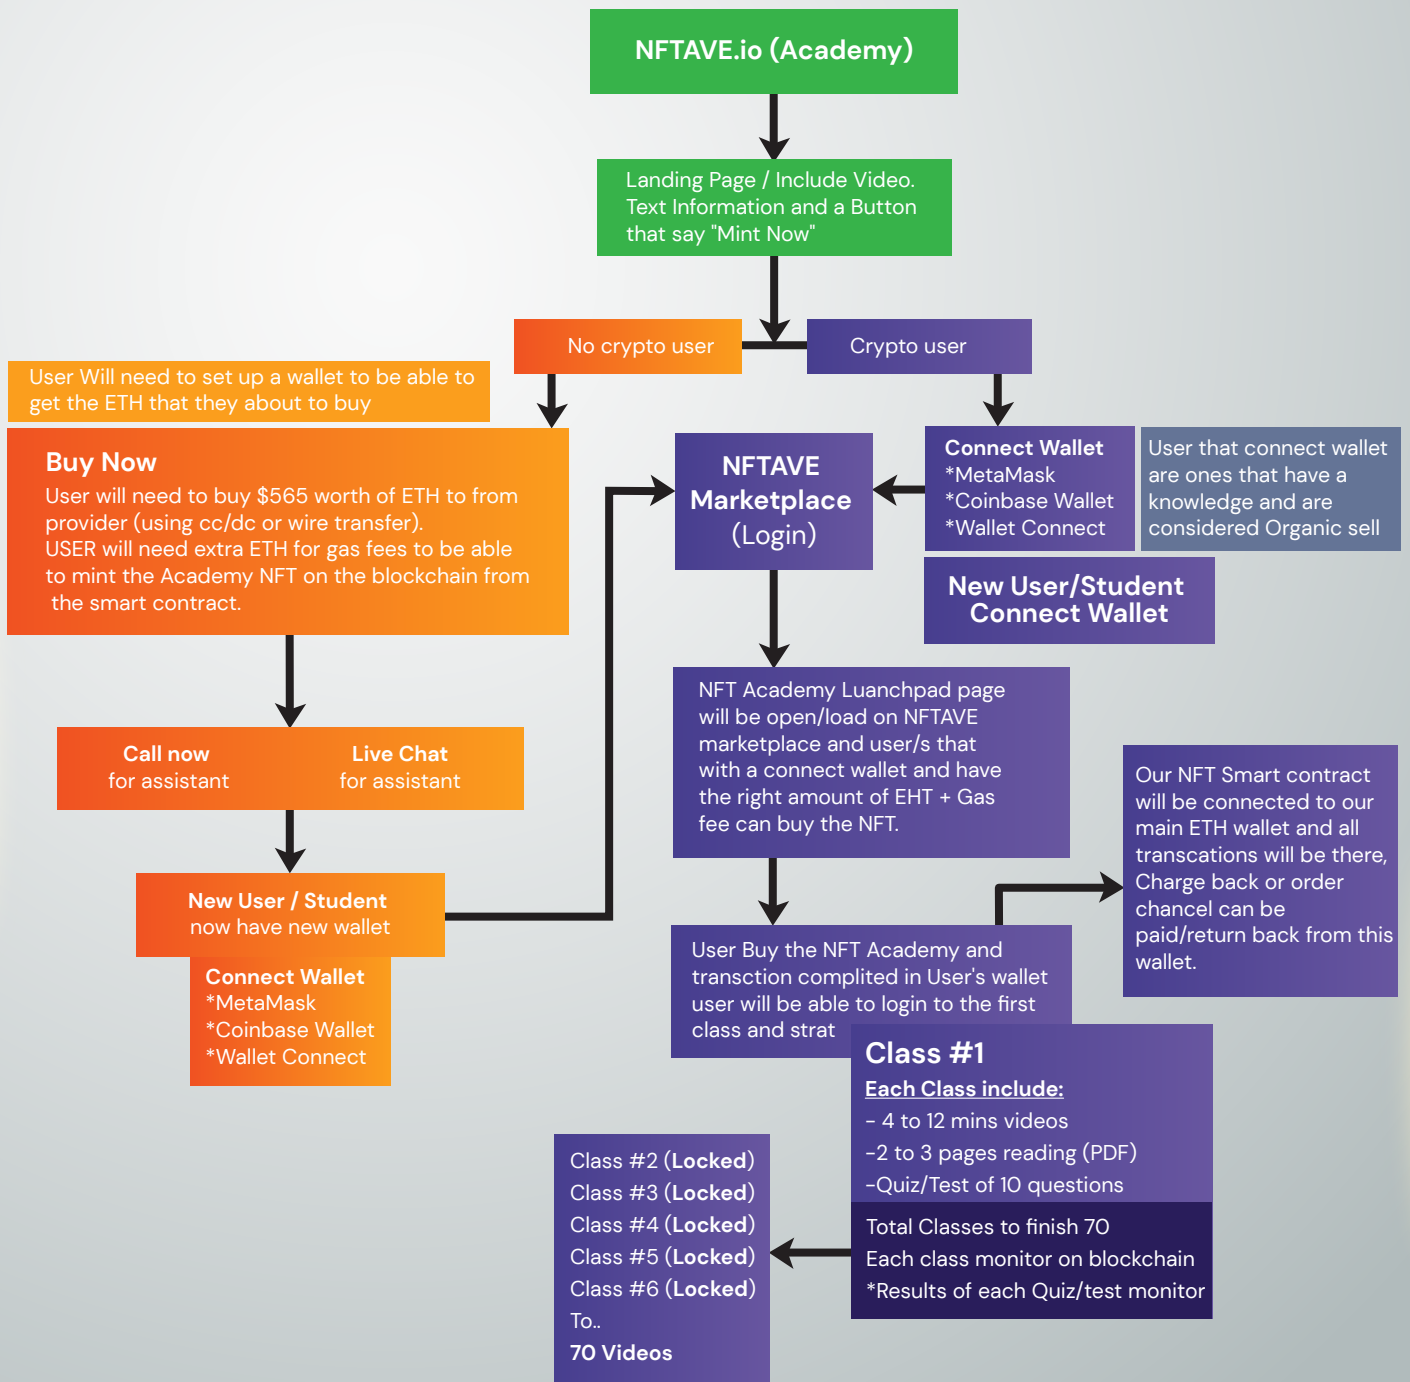 NFTAVE.io (Academy)
Landing Page / Include Video.
Text Information and a Button
that say "Mint Now"
No crypto user
Crypto user
User Will need to set up a wallet to be able to
get the ETH that they about to buy
Buy Now
User will need to buy $565 worth of ETH to from
provider (using cc/dc or wire transfer).
USER will need extra ETH for gas fees to be able
to mint the Academy NFT on the blockchain from
the smart contract.
NFTAVE
Marketplace
(Login)
Connect Wallet
*MetaMask
*Coinbase Wallet
*Wallet Connect
User that connect wallet
are ones that have a
knowledge and are
considered Organic sell
New User/Student
Connect Wallet
Call now
for assistant
Live Chat
for assistant
New User / Student
now have new wallet
Connect Wallet
*MetaMask
*Coinbase Wallet
*Wallet Connect
NFT Academy Luanchpad page
will be open/load on NFTAVE
marketplace and user/s that
with a connect wallet and have
the right amount of EHT + Gas
fee can buy the NFT.
Our NFT Smart contract
will be connected to our
main ETH wallet and all
transcations will be there,
Charge back or order
chancel can be
paid/return back from this
wallet.
User Buy the NFT Academy and
transction complited in User's wallet
user will be able to login to the first
class and strat
Class #1
Each Class include:
- 4 to 12 mins videos
-2 to 3 pages reading (PDF)
-Quiz/Test of 10 questions
Total Classes to finish 70
Each class monitor on blockchain
*Results of each Quiz/test monitor
Class #2 (Locked)
Class #3 (Locked)
Class #4 (Locked)
Class #5 (Locked)
Class #6 (Locked)
To..
70 Videos